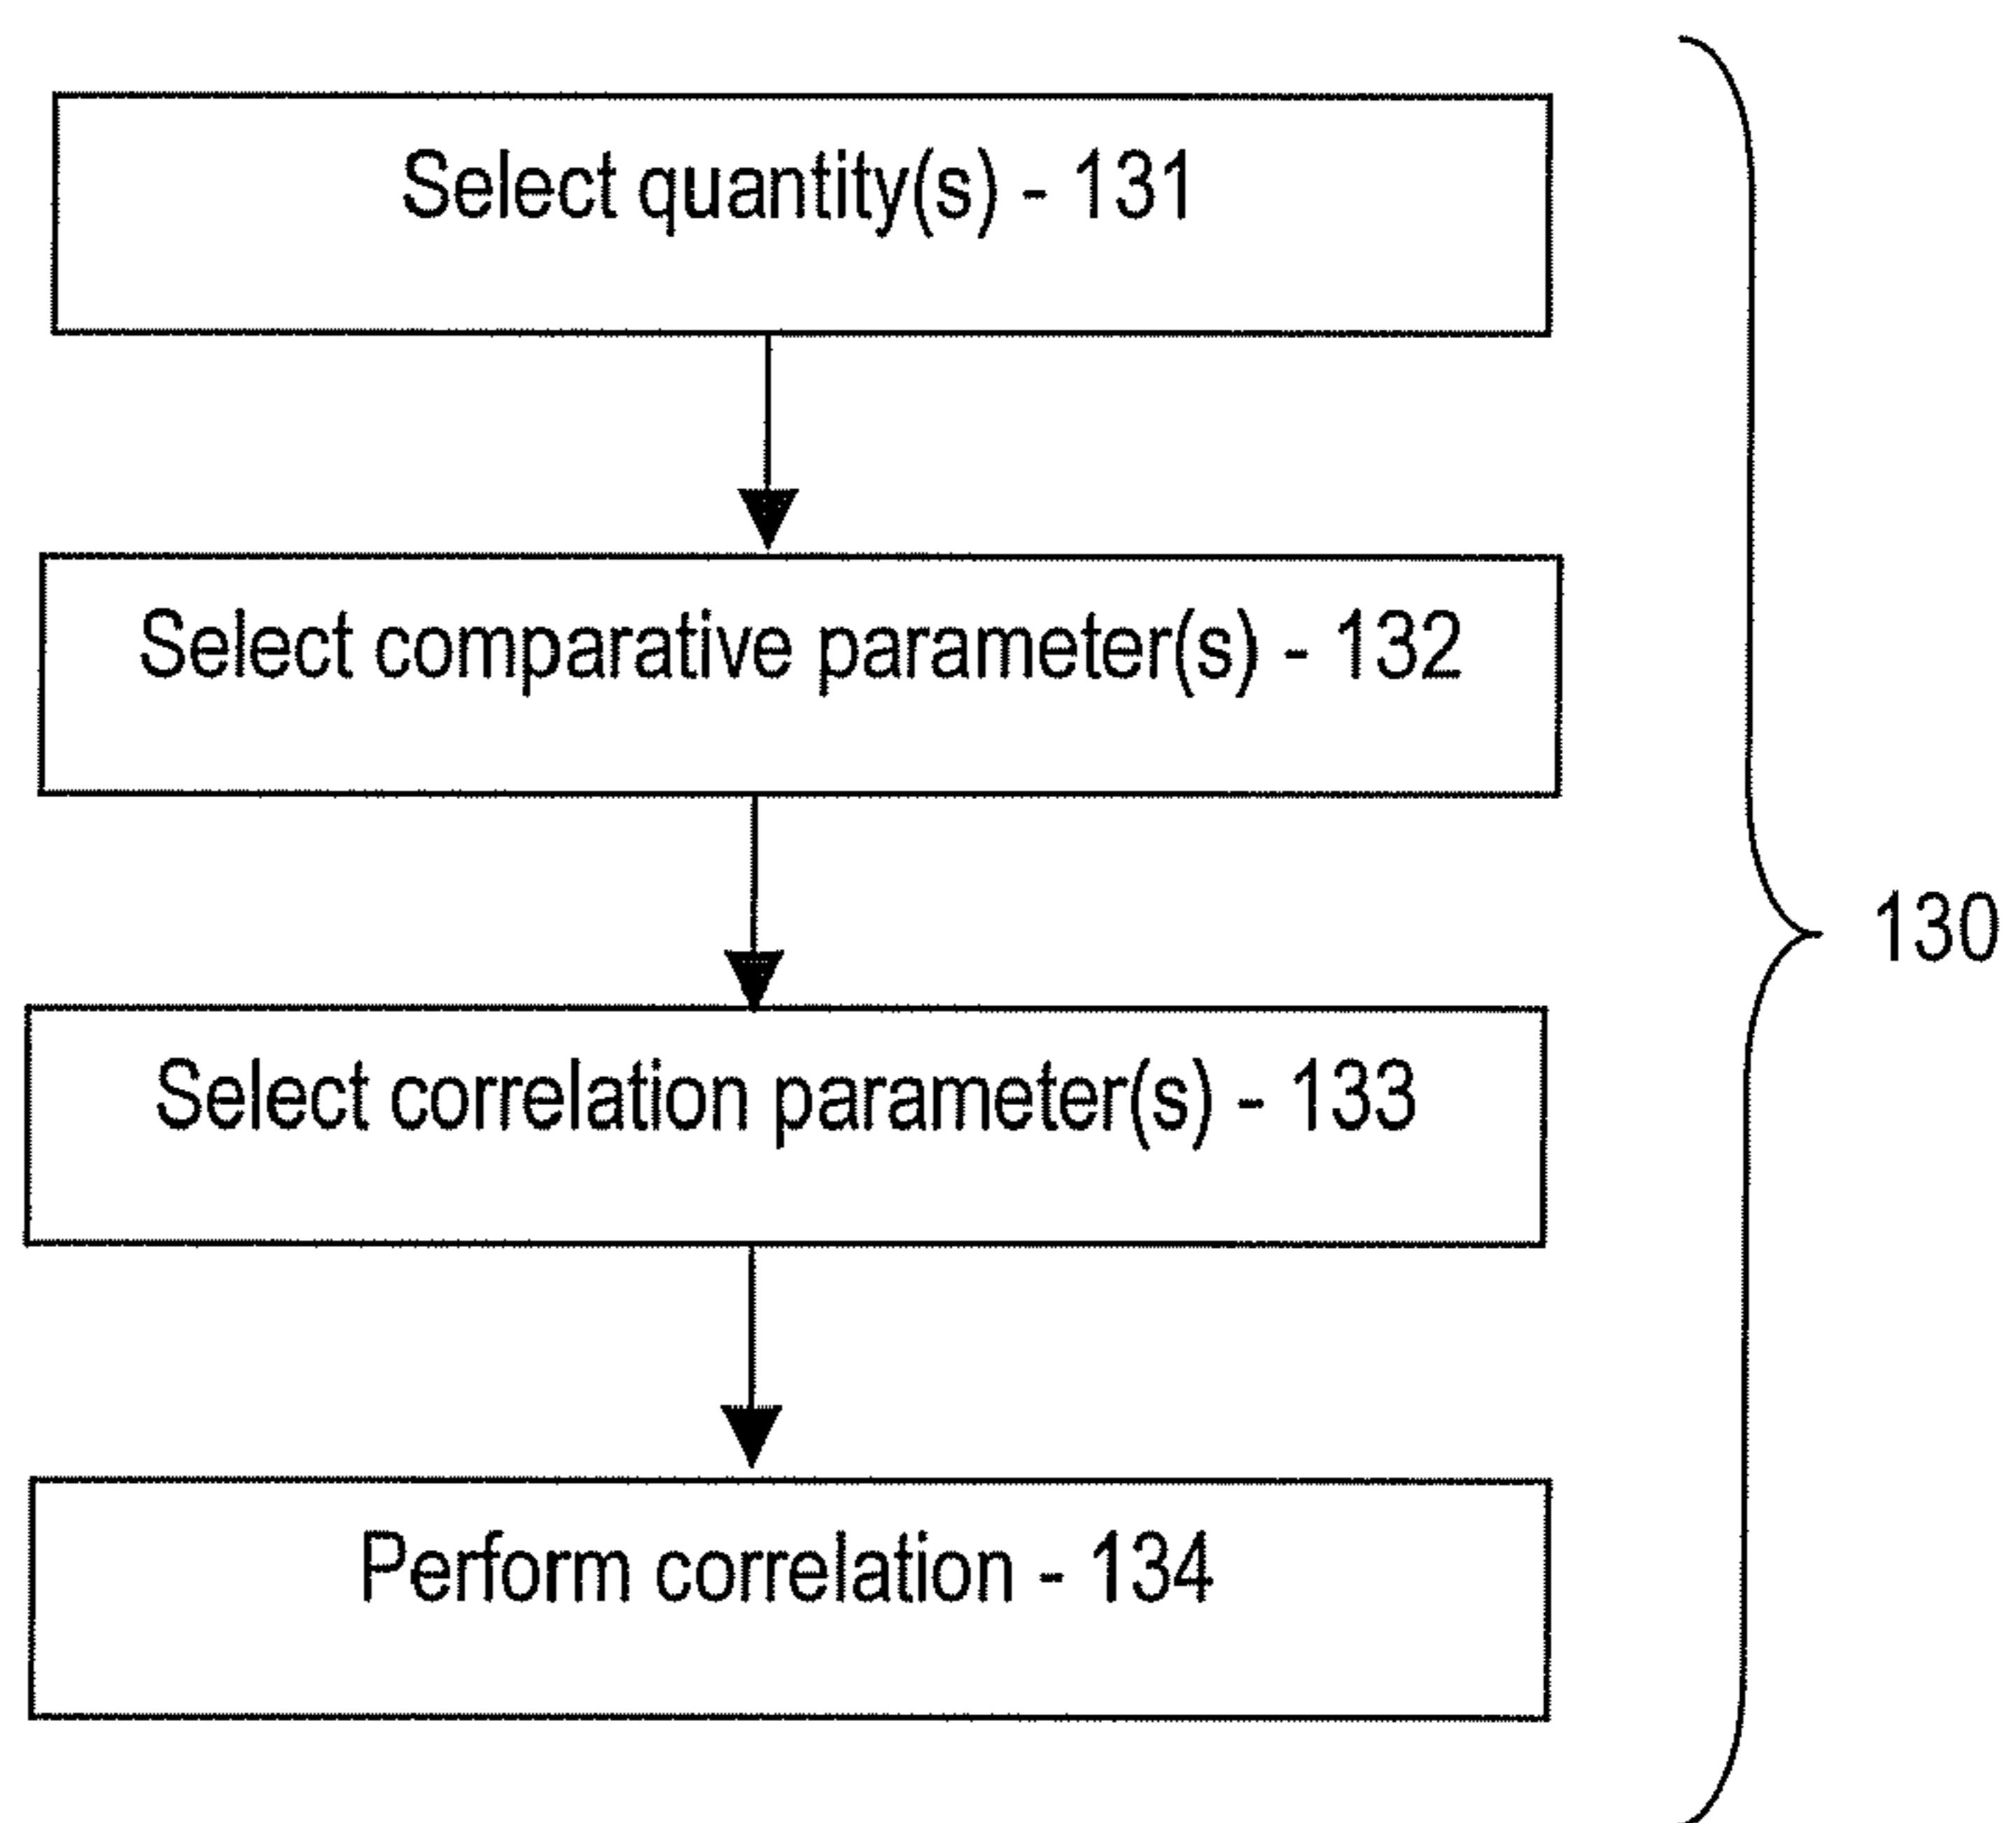 Select quantity(s) - 131
Select comparative parameter(s) - 132
Select correlation parameter(s) - 133
Perform correlation - 134
130